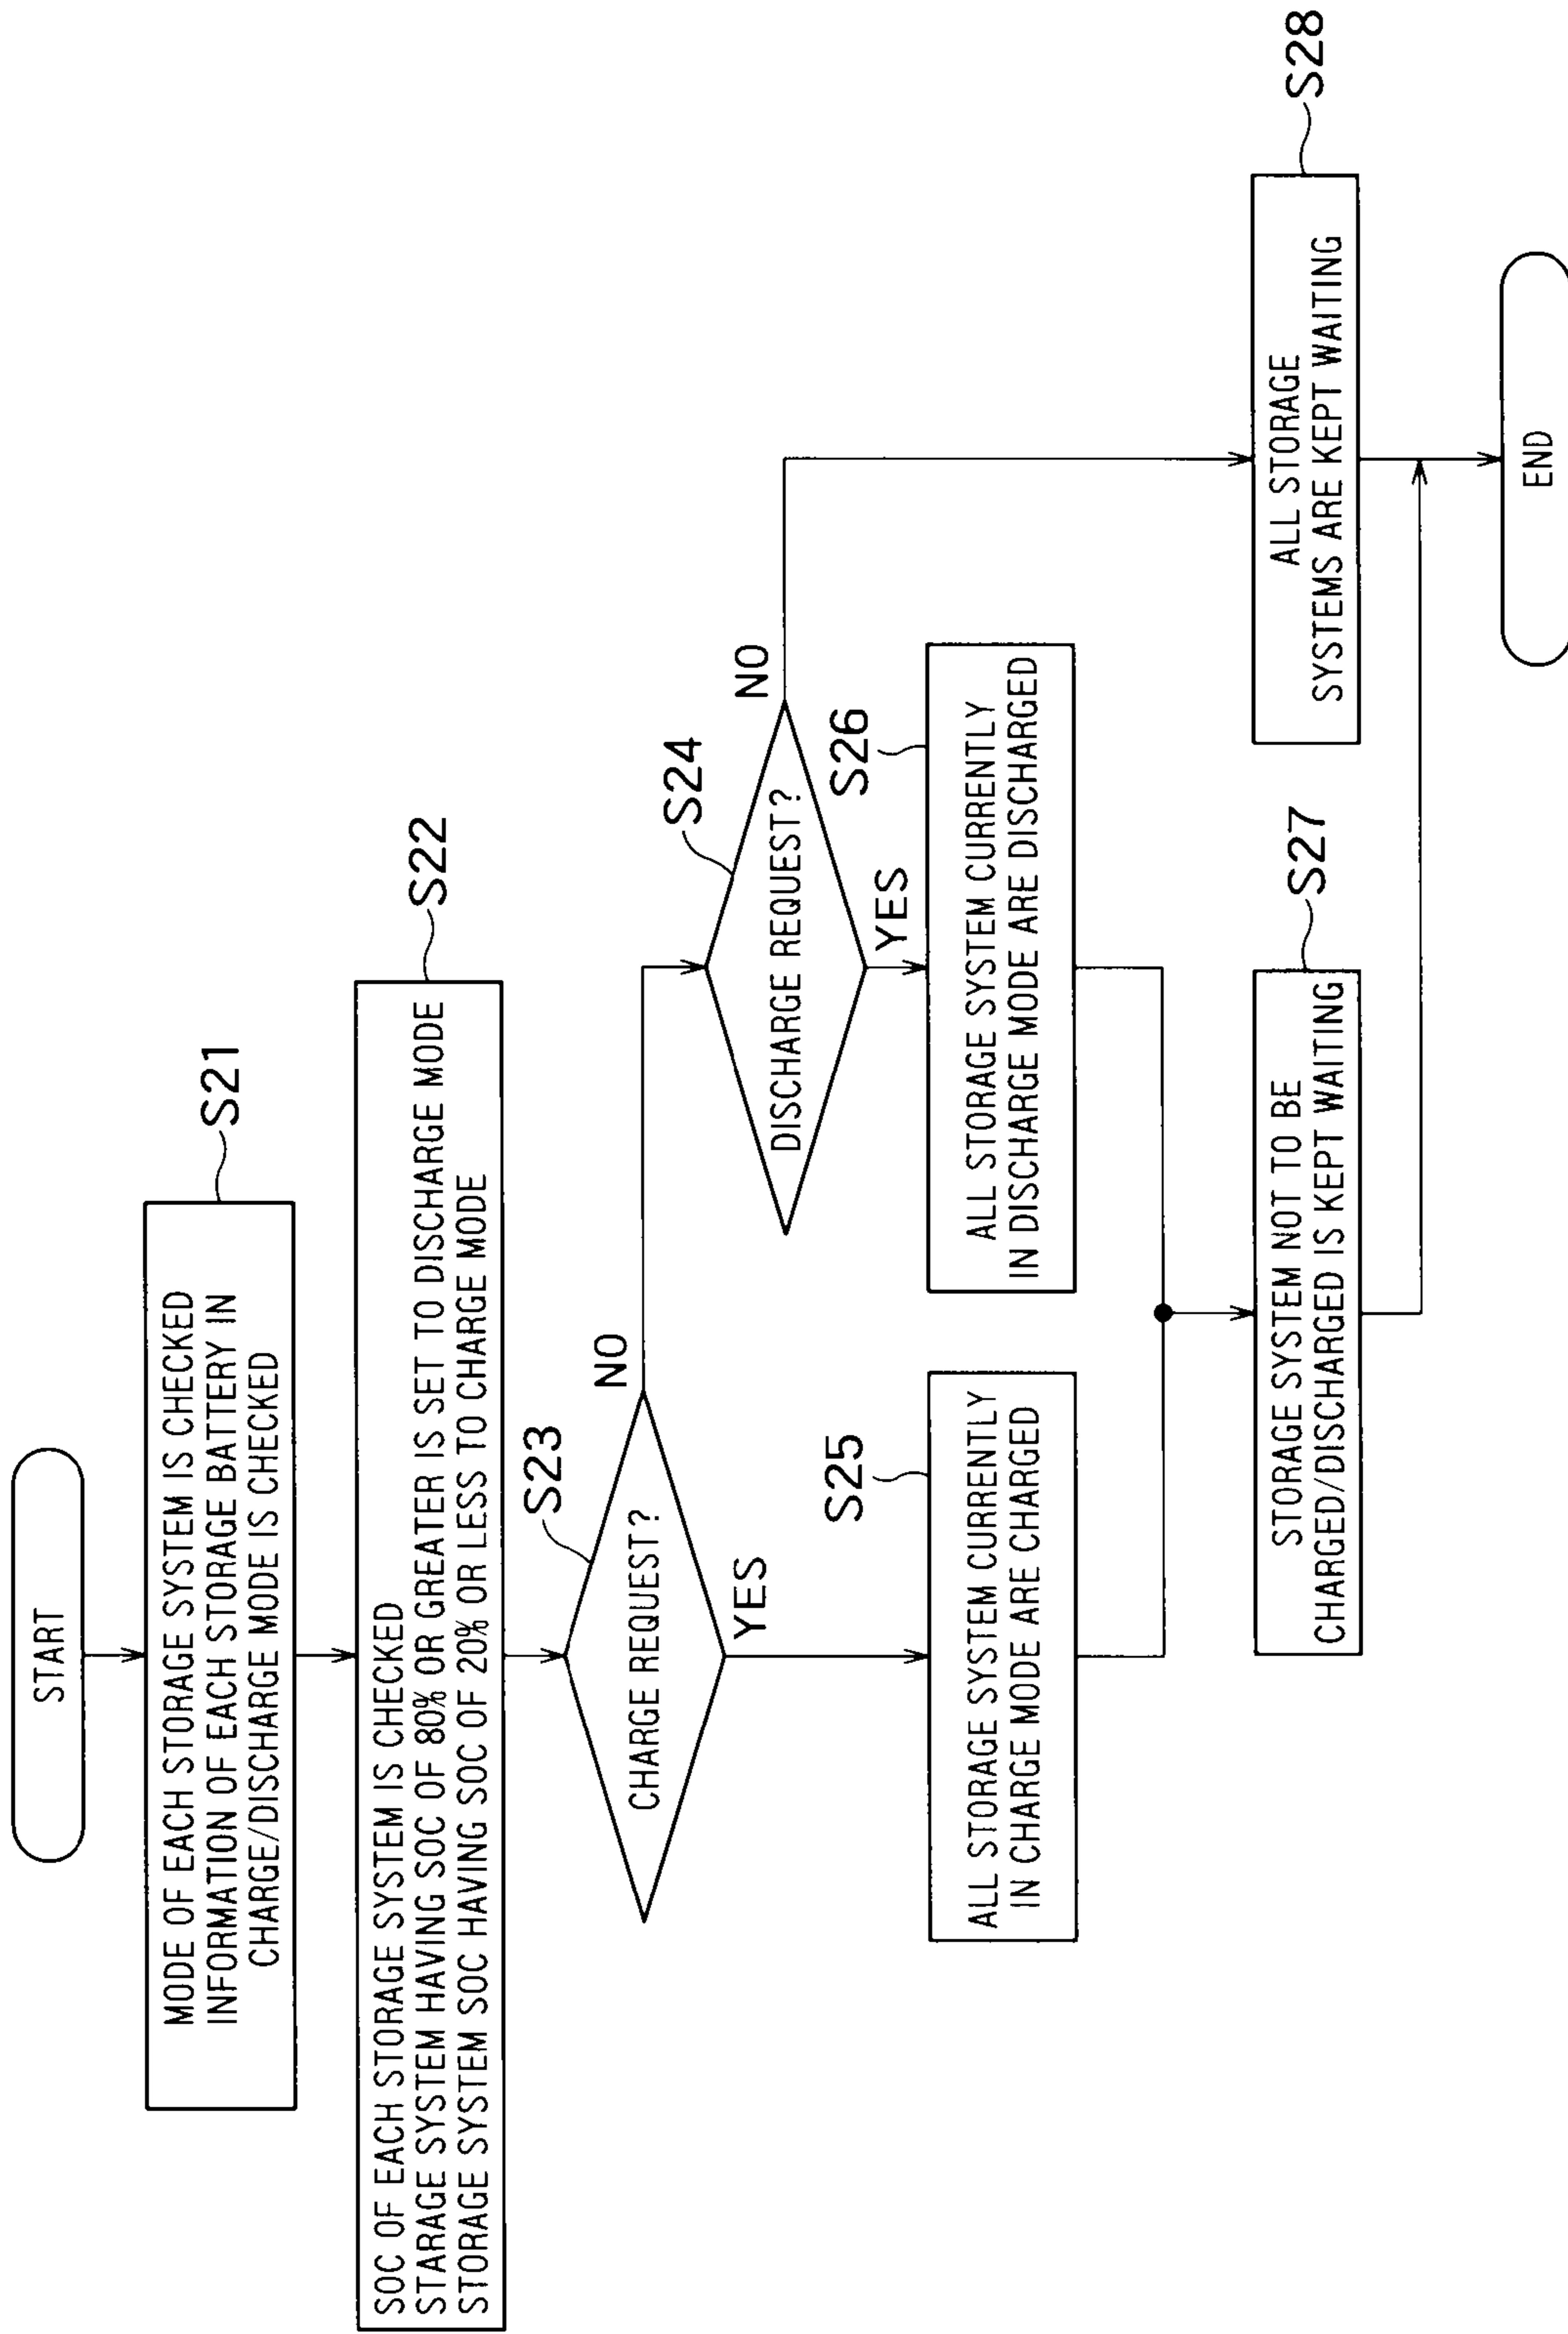 START
MODE OF EACH STORAGE SYSTEM IS CHECKED
INFORMATION OF EACH STORAGE BATTERY IN
CHARGE/DISCHARGE MODE IS CHECKED
S21
SOC OF EACH STORAGE SYSTEM IS CHECKED
STARAGE SYSTEM HAVING SOC OF 80% OR GREATER IS SET TO DISCHARGE MODE
STORAGE SYSTEM SOC HAVING SOC OF 20% OR LESS TO CHARGE MODE
S22
CHARGE REQUEST?
S23
NO
YES
DISCHARGE REQUEST?
S24
NO
YES
ALL STORAGE SYSTEM CURRENTLY
IN CHARGE MODE ARE CHARGED
S25
ALL STORAGE SYSTEM CURRENTLY
IN DISCHARGE MODE ARE DISCHARGED
S26
STORAGE SYSTEM NOT TO BE
CHARGED/DISCHARGED IS KEPT WAITING
S27
ALL STORAGE
SYSTEMS ARE KEPT WAITING
S28
END